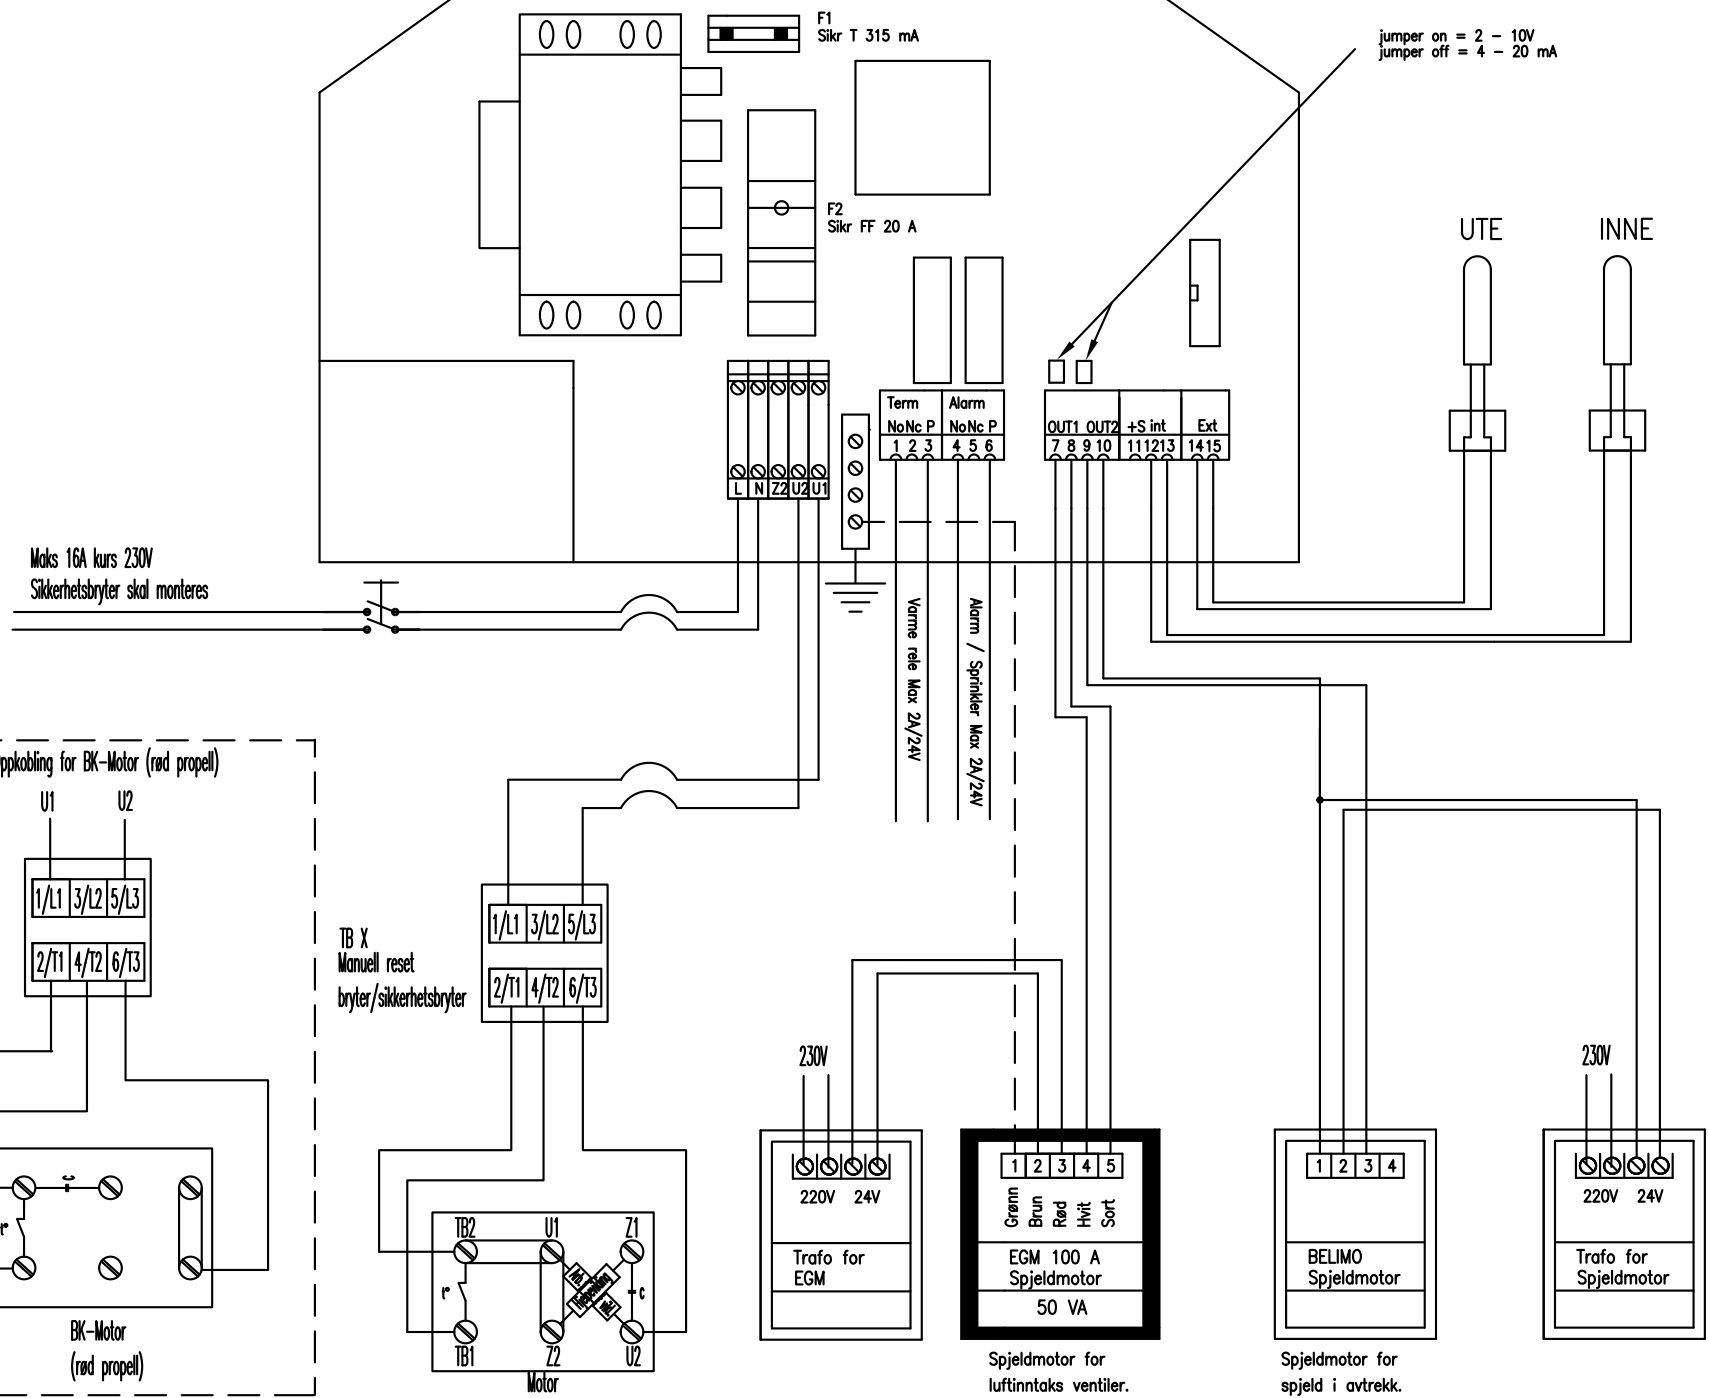 F1
Sikr T 315 mA
jumper on = 2 - 10V
jumper off = 4 - 20 mA
F2
Sikr FF 20 A
UTE INNE
Term Alarm
No Nc P No Nc P
1 2 3 4 5 6
OUT1 OUT2 +S int Ext
7 8 9 10 11 12 13 14 15
L N Z2 U2 U1
Maks 16A kurs 230V
Sikkerhetsbryter skal monteres
Varme rele Max 2A/24V
Alarm / Sprinkler Max 2A/24V
ppkobling for BK-Motor (rød propell)
U1 U2
1/L1 3/L2 5/L3
2/T1 4/T2 6/T3
c
t°
BK-Motor
(rød propell)
TB X
Manuell reset
bryter/sikkerhetsbryter
1/L1 3/L2 5/L3
2/T1 4/T2 6/T3
TB2 U1 Z1
t° c
TB1 Z2 U2
Motor
230V
220V 24V
Trafo for
EGM
1 2 3 4 5
Grønn
Brun
Rød
Hvit
Sort
EGM 100 A
Spjeldmotor
50 VA
Spjeldmotor for
luftinntaks ventiler.
1 2 3 4
BELIMO
Spjeldmotor
Spjeldmotor for
spjeld i avtrekk.
230V
220V 24V
Trafo for
Spjeldmotor